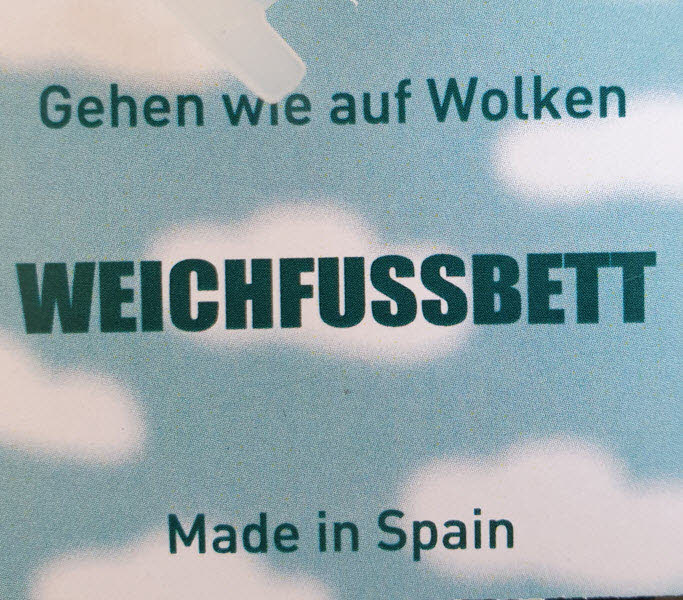 Gehen wie auf Wolken
WEICHFUSSBETT
Made in Spain